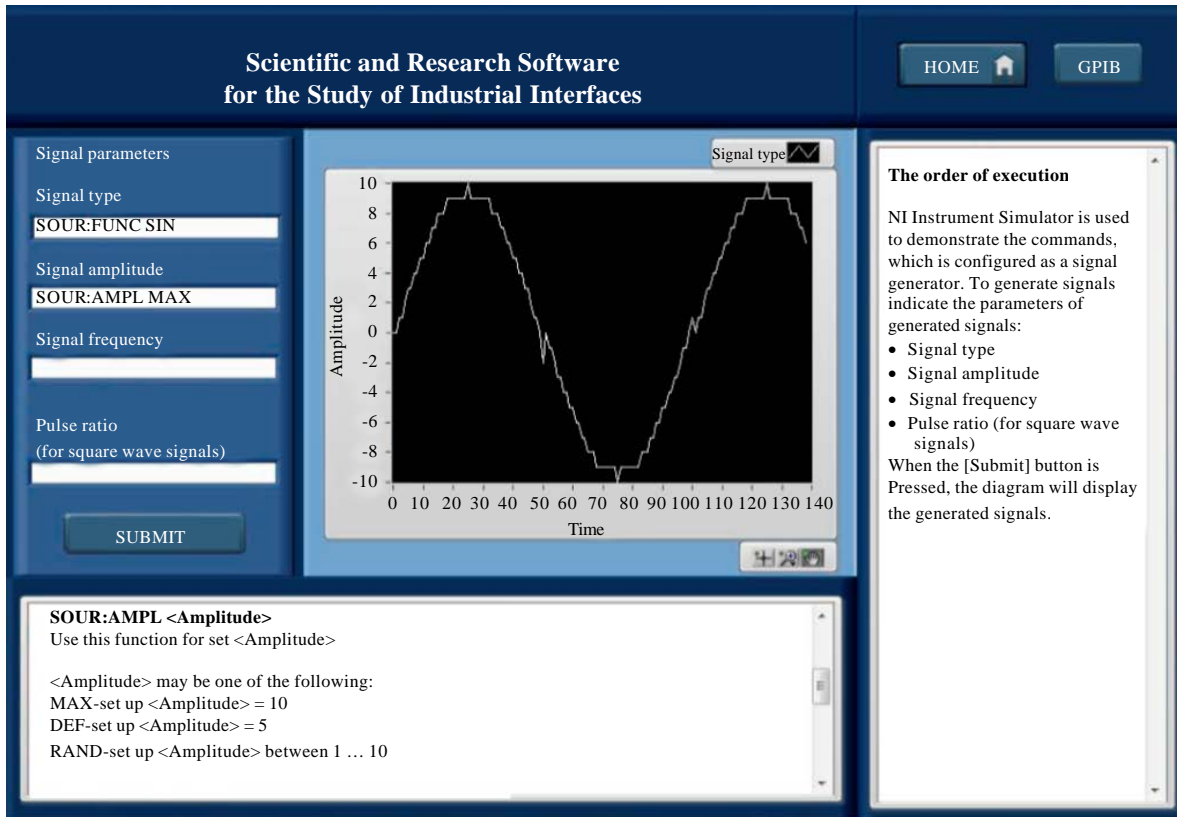 Scientific and Research Software
for the Study of Industrial Interfaces
HOME
GPIB
Signal parameters
Signal type
SOUR:FUNC SIN
Signal amplitude
SOUR:AMPL MAX
Signal frequency
Pulse ratio
(for square wave signals)
SUBMIT
Signal type
Amplitude
10
8
6
4
2
0
-2
-4
-6
-8
-10
0 10 20 30 40 50 60 70 80 90 100 110 120 130 140
Time
The order of execution
NI Instrument Simulator is used
to demonstrate the commands,
which is configured as a signal
generator. To generate signals
indicate the parameters of
generated signals:
• Signal type
• Signal amplitude
• Signal frequency
• Pulse ratio (for square wave
signals)
When the [Submit] button is
Pressed, the diagram will display
the generated signals.
SOUR:AMPL <Amplitude>
Use this function for set <Amplitude>
<Amplitude> may be one of the following:
MAX-set up <Amplitude> = 10
DEF-set up <Amplitude> = 5
RAND-set up <Amplitude> between 1 … 10